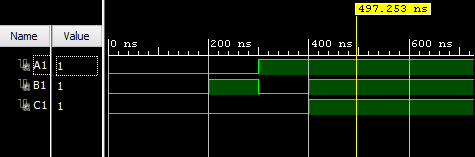 497.253 ns
Name Value
0 ns 200 ns 400 ns 600 ns
A1 1
B1 1
C1 1